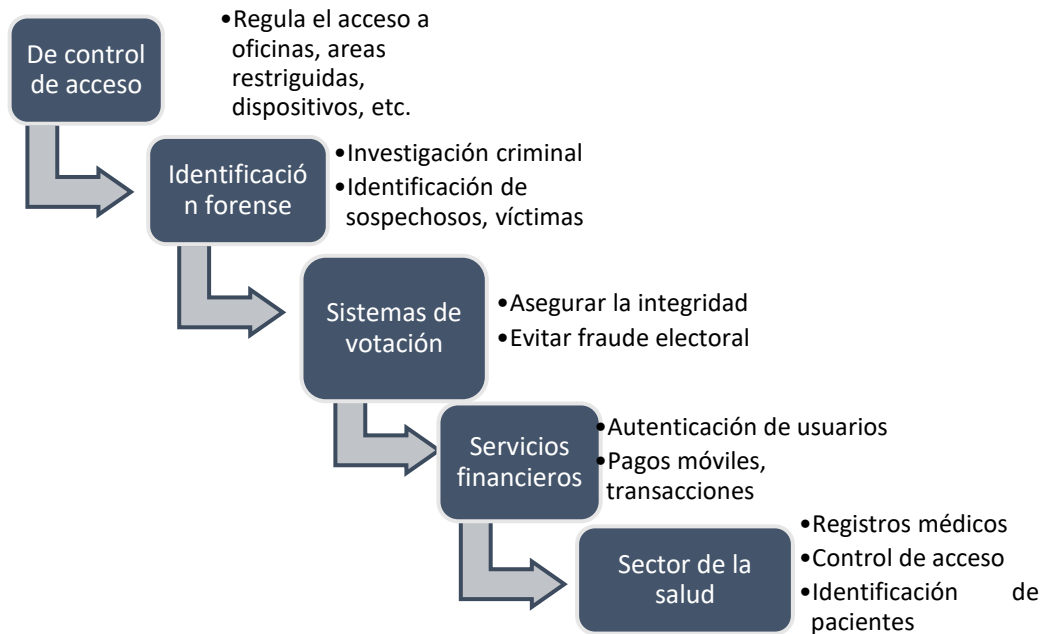 De control
de acceso
•Regula el acceso a
oficinas, areas
restriguidas,
dispositivos, etc.
Identificació
n forense
•Investigación criminal
•Identificación de
sospechosos, víctimas
Sistemas de
votación
•Asegurar la integridad
•Evitar fraude electoral
Servicios
financieros
•Autenticación de usuarios
•Pagos móviles,
transacciones
Sector de la
salud
•Registros médicos
•Control de acceso
•Identificación de
pacientes